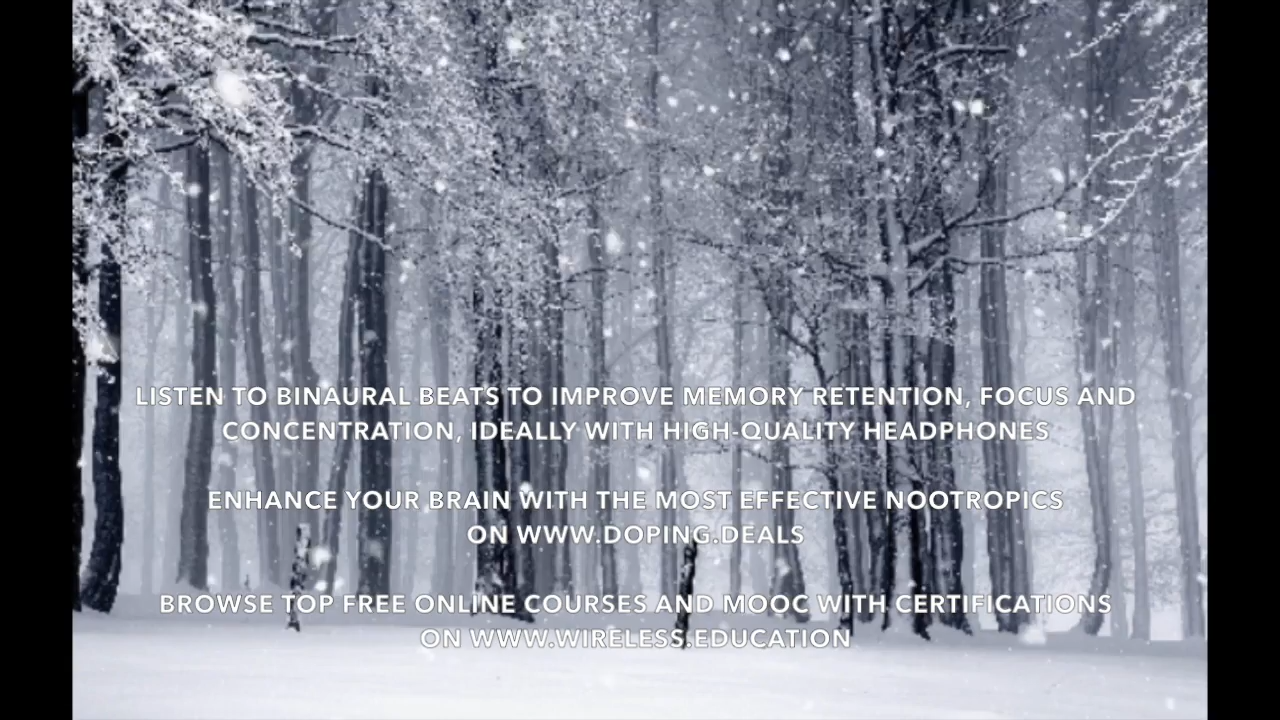 LISTEN TO BINAURAL BEATS TO IMPROVE MEMORY RETENTION, FOCUS AND
CONCENTRATION, IDEALLY WITH HIGH-QUALITY HEADPHONES
ENHANCE YOUR BRAIN WITH THE MOST EFFECTIVE NOOTROPICS
ON WWW.DOPING.DEALS
BROWSE TOP FREE ONLINE COURSES AND MOOC WITH CERTIFICATIONS
ON WWW.WIRELESS.EDUCATION